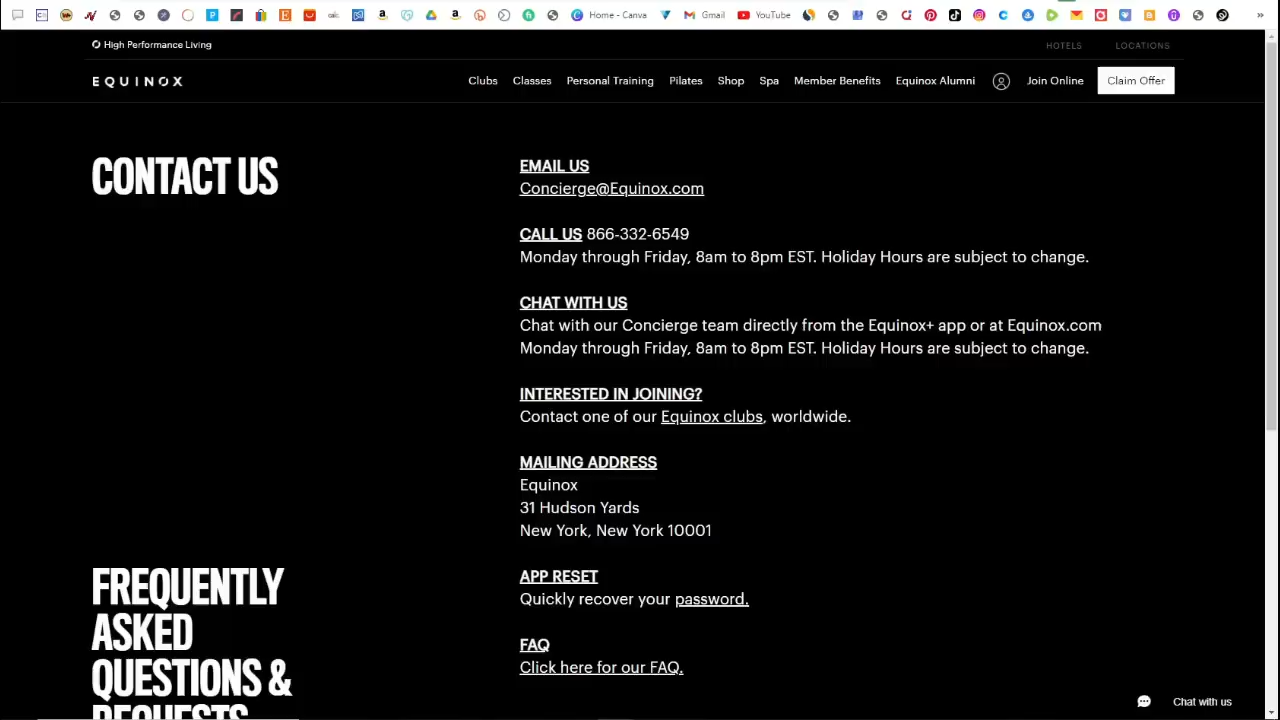 Home - Canva
Gmail
YouTube
»
High Performance Living
HOTELS
LOCATIONS
EQUINOX
Clubs
Classes
Personal Training
Pilates
Shop
Spa
Member Benefits
Equinox Alumni
Join Online
Claim Offer
CONTACT US
EMAIL US
Concierge@Equinox.com
CALL US 866-332-6549
Monday through Friday, 8am to 8pm EST. Holiday Hours are subject to change.
CHAT WITH US
Chat with our Concierge team directly from the Equinox+ app or at Equinox.com
Monday through Friday, 8am to 8pm EST. Holiday Hours are subject to change.
INTERESTED IN JOINING?
Contact one of our Equinox clubs, worldwide.
MAILING ADDRESS
Equinox
31 Hudson Yards
New York, New York 10001
APP RESET
Quickly recover your password.
FAQ
Click here for our FAQ.
FREQUENTLY
ASKED
QUESTIONS &
REQUESTS
Chat with us